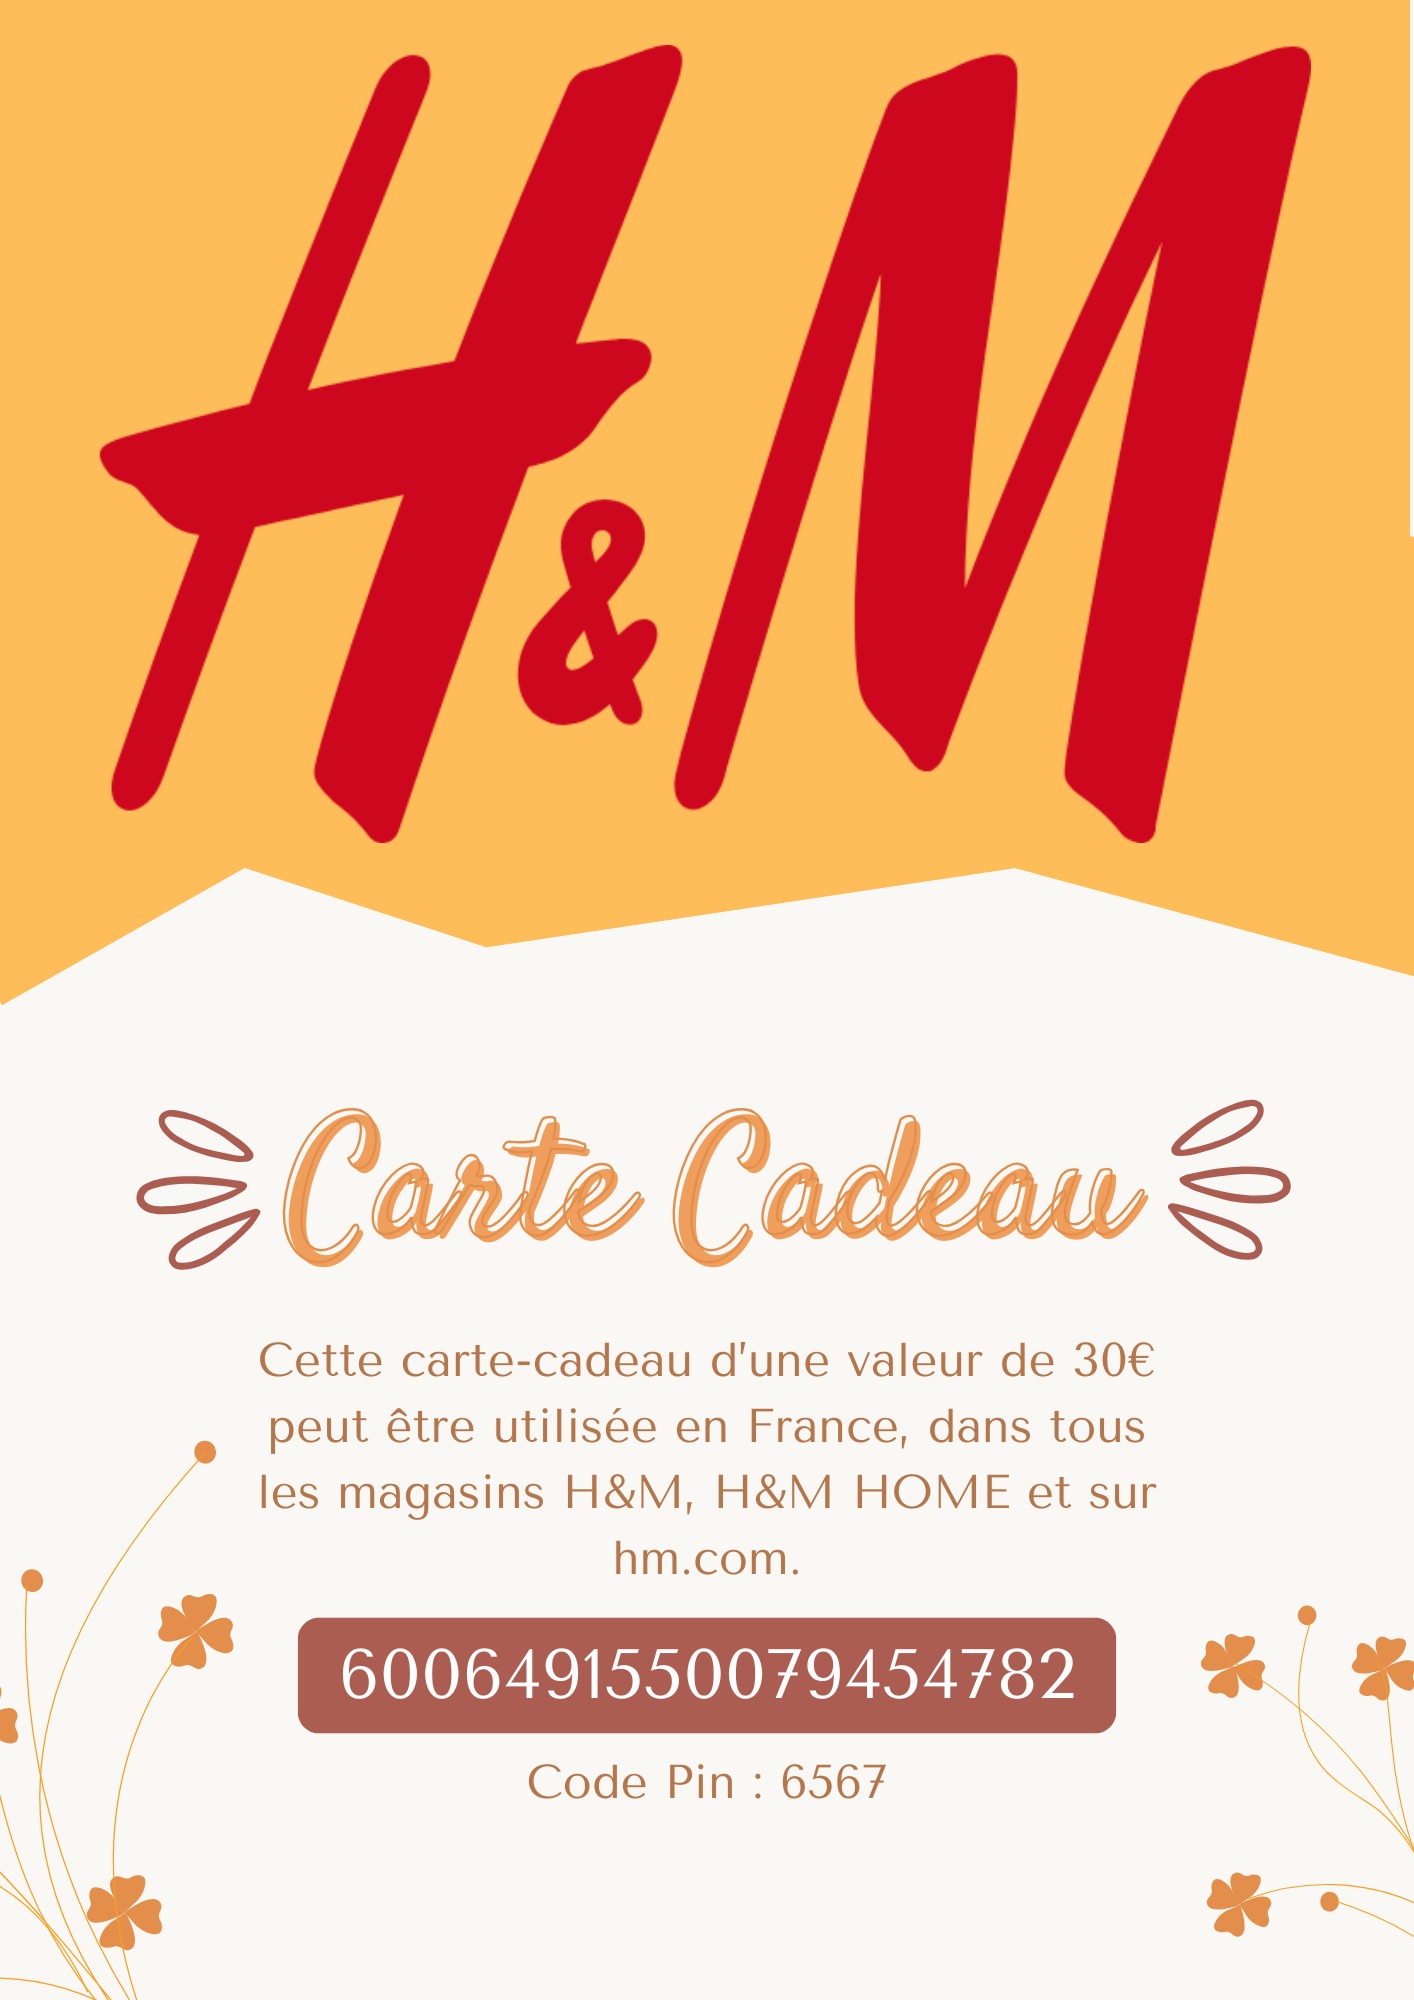 H&M
Carte Cadeau
Cette carte-cadeau d'une valeur de 30€
peut être utilisée en France, dans tous
les magasins H&M, H&M HOME et sur
hm.com.
6006491550079454782
Code Pin : 6567